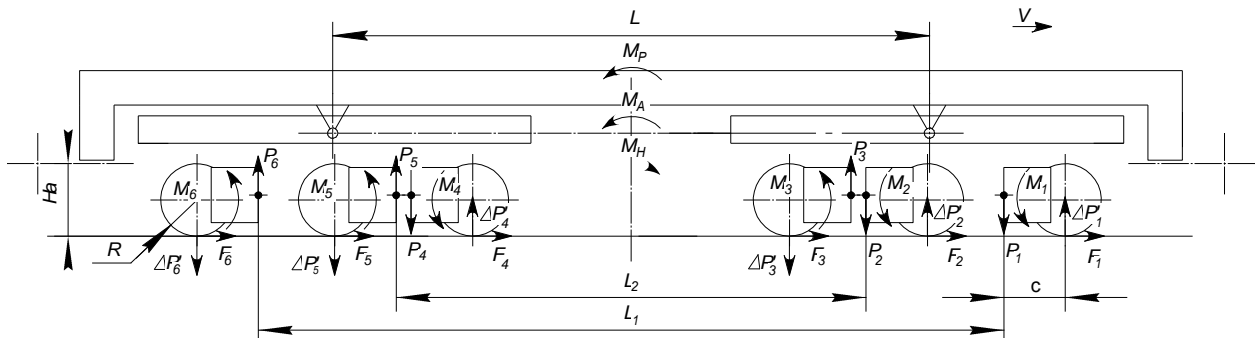 L
V
M_P
M_A
M_H
P_6
P_5
P_3
M_6
M_5
M_4
M_3
M_2
M_1
Ha
ΔP'_4
ΔP'_2
ΔP'_1
R
F_6
F_5
P_4
F_4
F_3
P_2
F_2
P_1
F_1
ΔP'_6
ΔP'_5
ΔP'_3
L_2
c
L_1